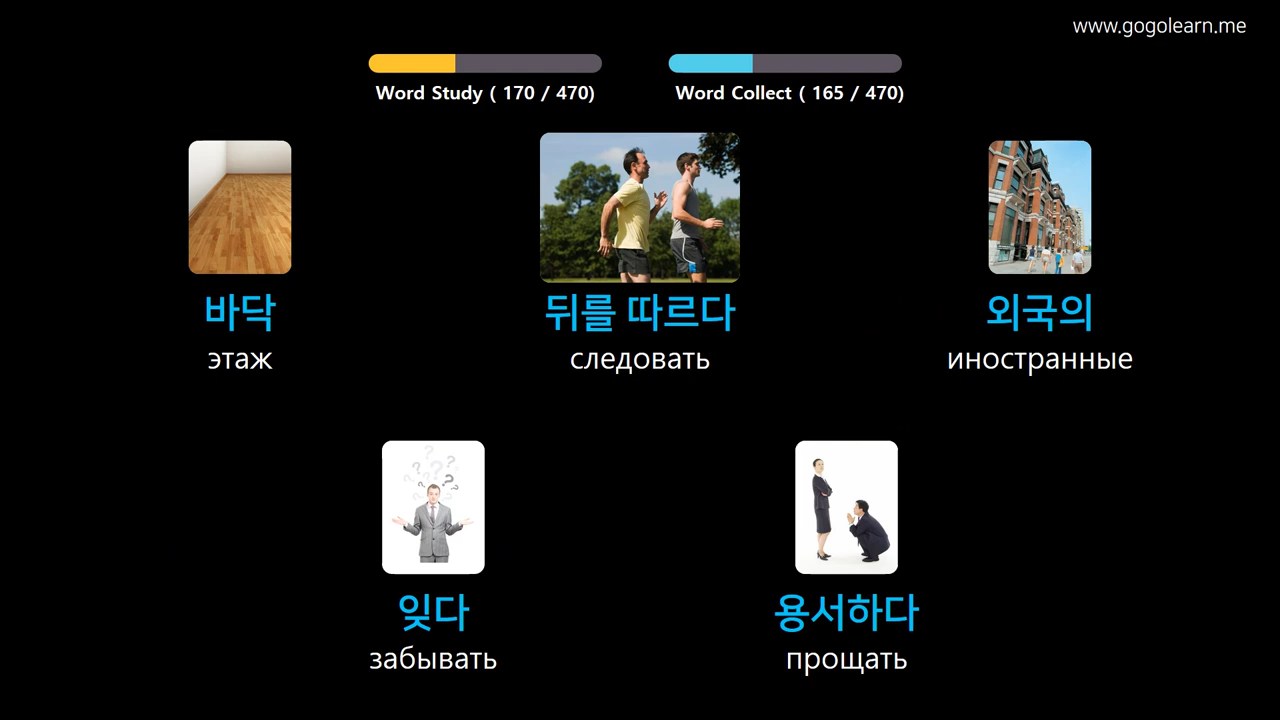 www.gogolearn.me
Word Study ( 170 / 470)
Word Collect ( 165 / 470)
바닥
этаж
뒤를 따르다
следовать
외국의
иностранные
잊다
забывать
용서하다
прощать